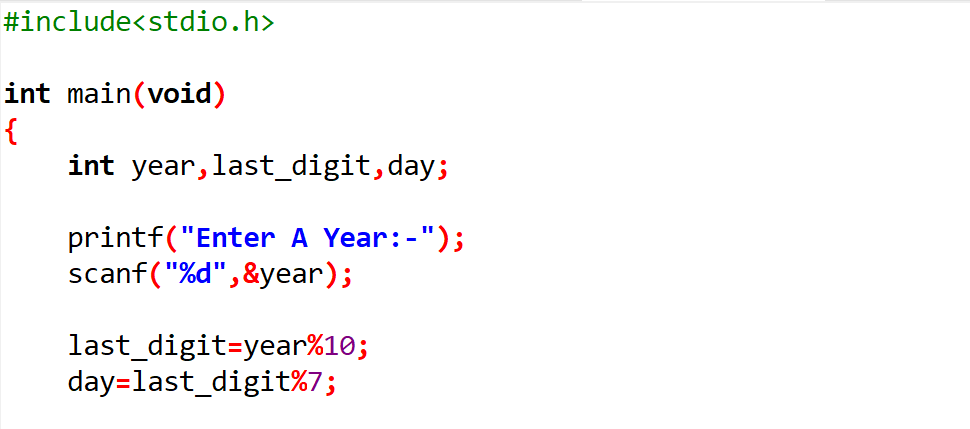 #include<stdio.h>
int main(void)
{
int year,last_digit,day;
printf("Enter A Year:-");
scanf("%d",&year);
last_digit=year%10;
day=last_digit%7;